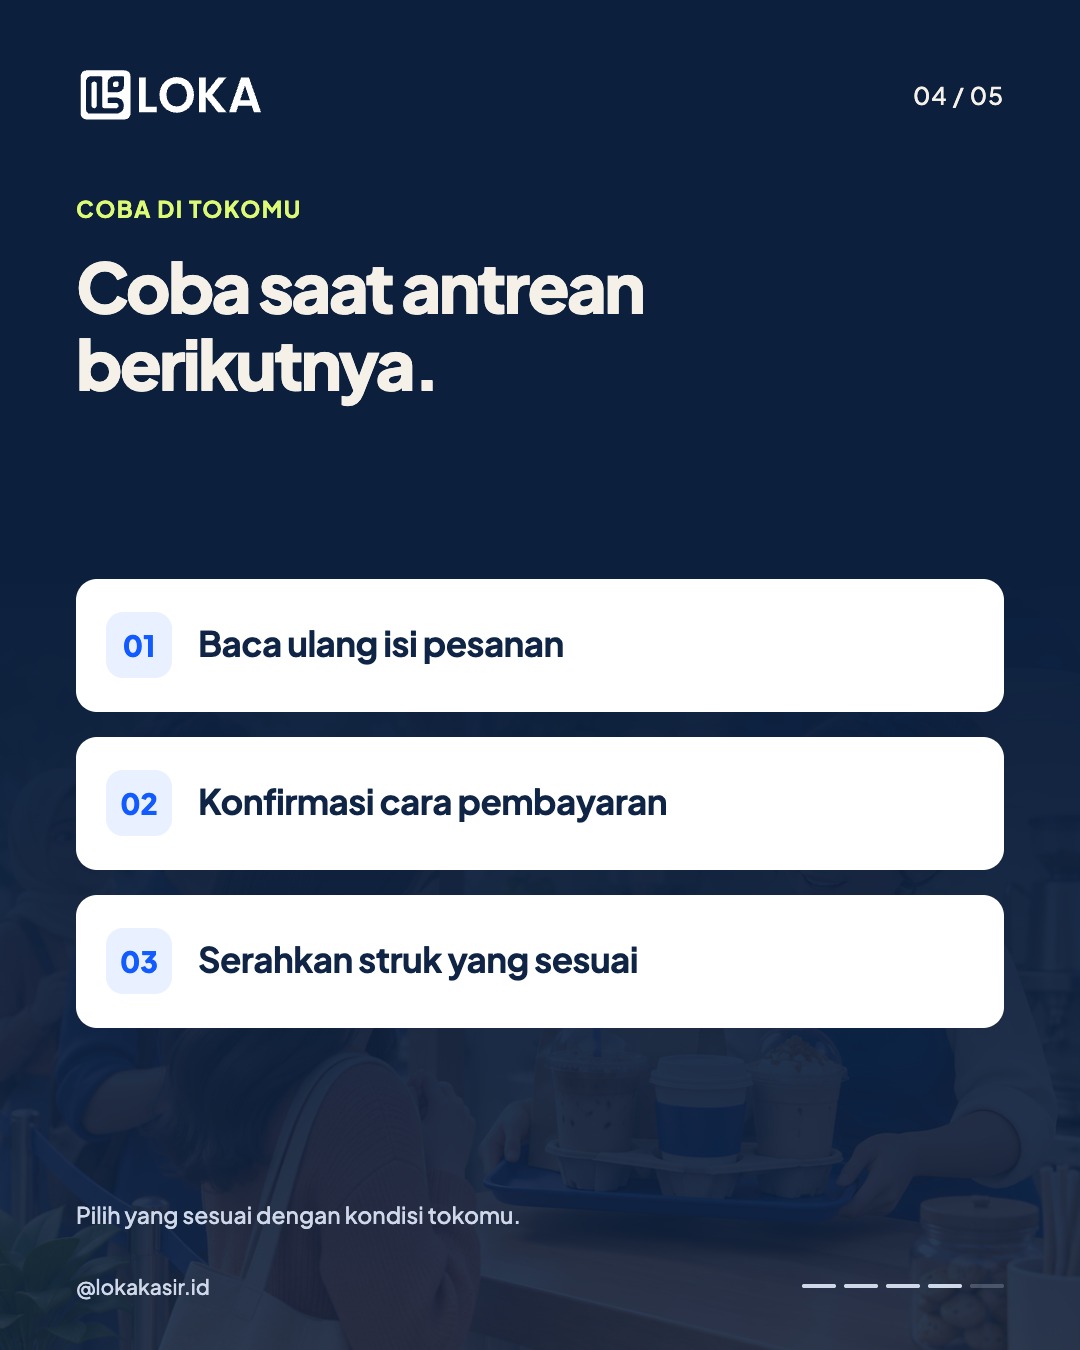 LOKA
04 / 05
COBA DI TOKOMU
Coba saat antrean
berikutnya.
01 Baca ulang isi pesanan
02 Konfirmasi cara pembayaran
03 Serahkan struk yang sesuai
Pilih yang sesuai dengan kondisi tokomu.
@lokakasir.id